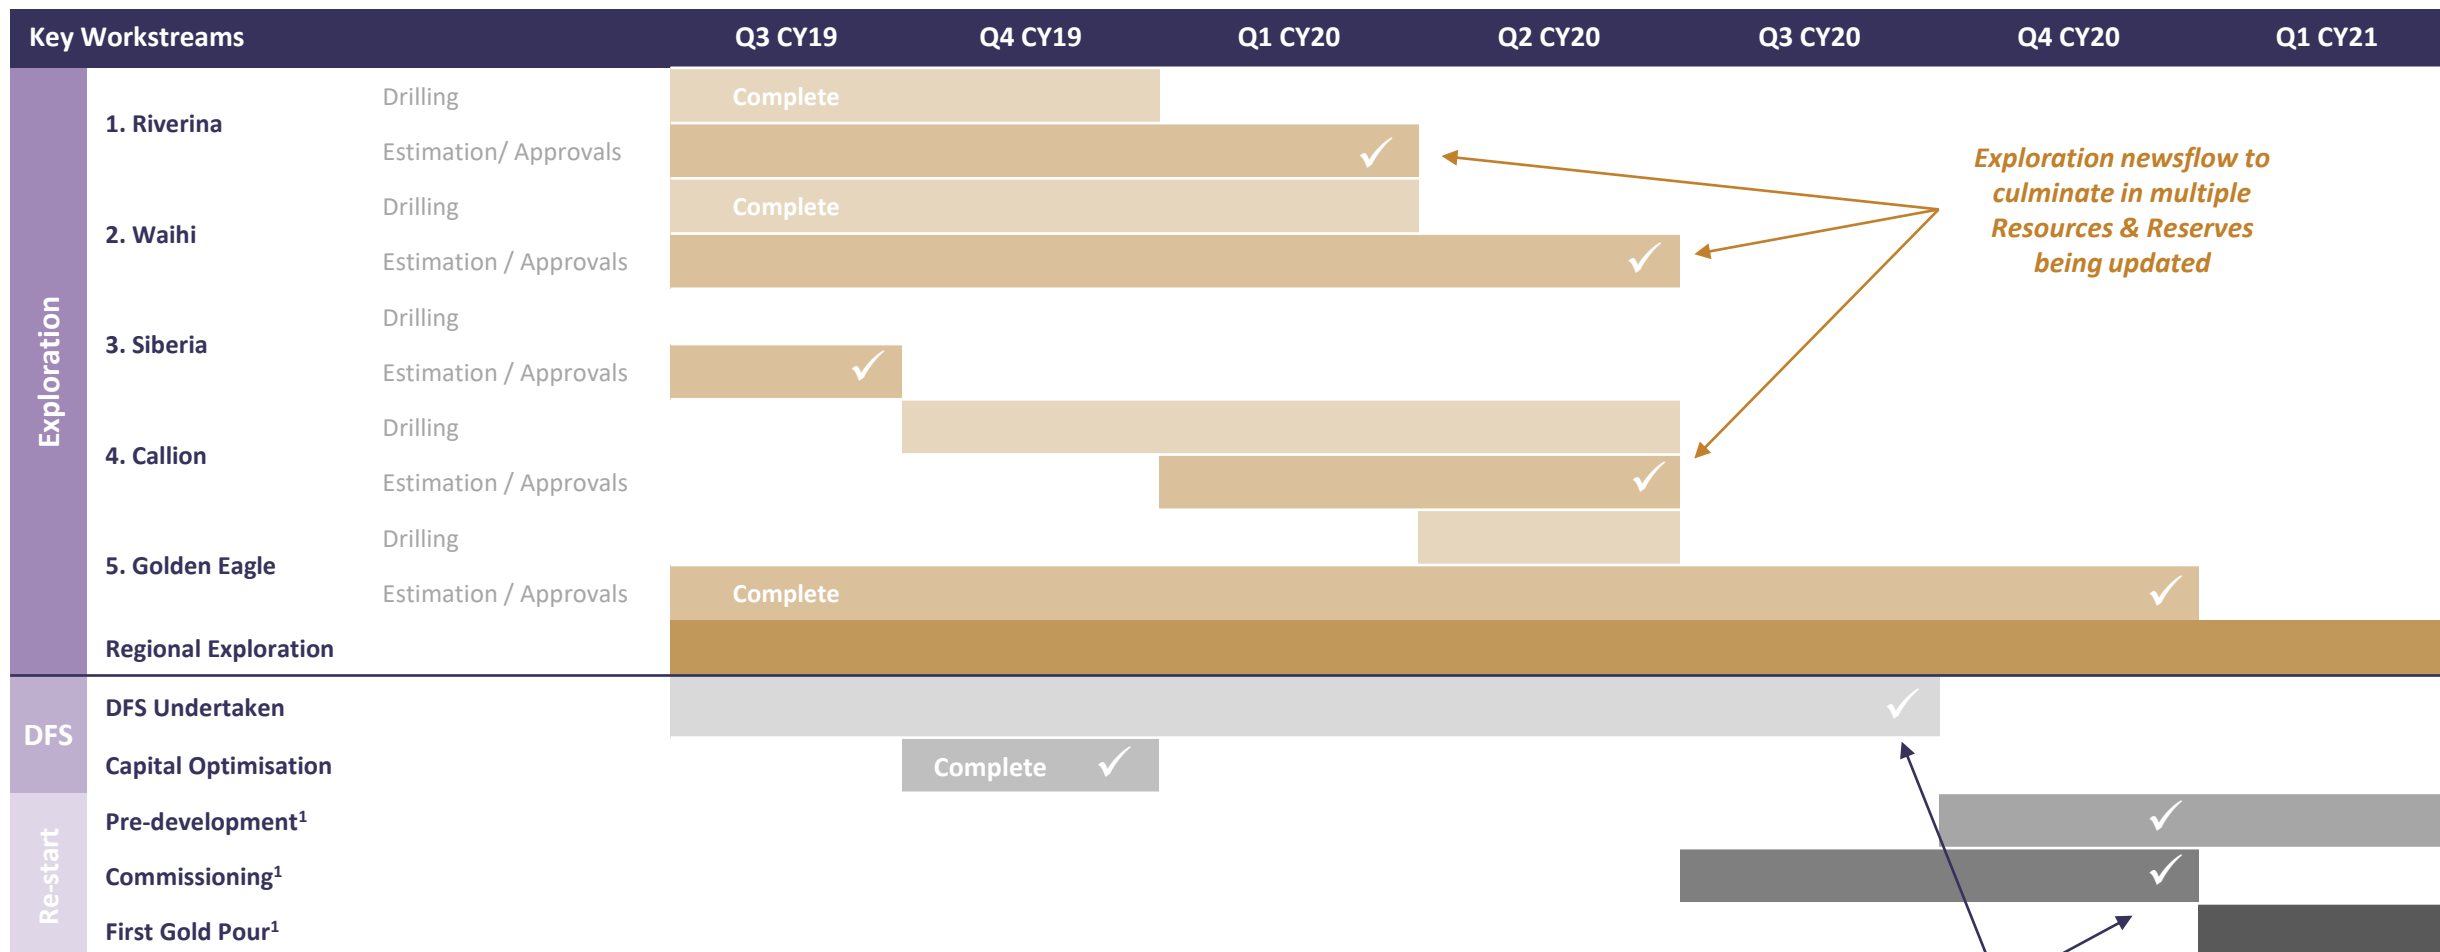 Key Workstreams Q3 CY19 Q4 CY19 Q1 CY20 Q2 CY20 Q3 CY20 Q4 CY20 Q1 CY21
Exploration
1. Riverina
Drilling Complete
Estimation/ Approvals ✓
2. Waihi
Drilling Complete
Estimation / Approvals ✓
3. Siberia
Drilling
Estimation / Approvals ✓
4. Callion
Drilling
Estimation / Approvals ✓
5. Golden Eagle
Drilling
Estimation / Approvals Complete ✓
Regional Exploration
Exploration newsflow to
culminate in multiple
Resources & Reserves
being updated
DFS
DFS Undertaken ✓
Capital Optimisation Complete ✓
Re-start
Pre-development¹ ✓
Commissioning¹ ✓
First Gold Pour¹